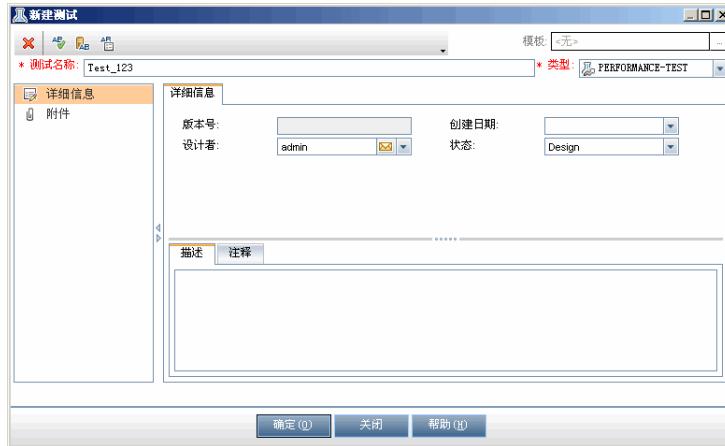 新建测试
模板: <无> ...
* 测试名称: Test_123 * 类型: PERFORMANCE-TEST
详细信息
附件
详细信息
版本号: 创建日期:
设计者: admin 状态: Design
描述 注释
确定(O) 关闭 帮助(H)